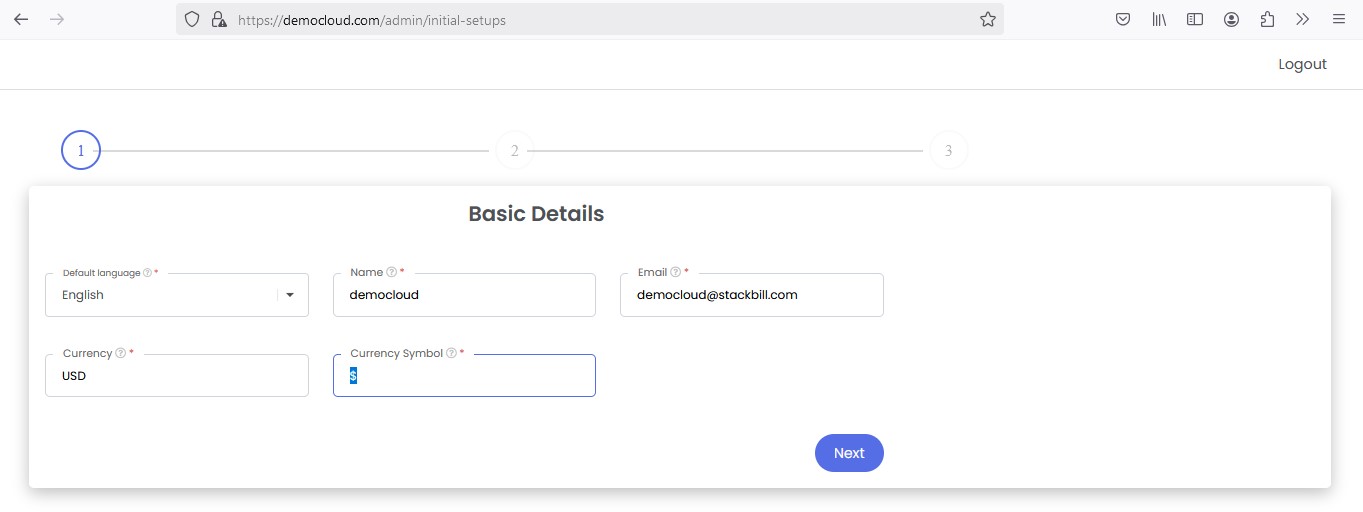 https://democloud.com/admin/initial-setups
Logout
1 2 3
Basic Details
Default language ? * Name ? * Email ? *
English democloud democloud@stackbill.com
Currency ? * Currency Symbol ? *
USD $
Next